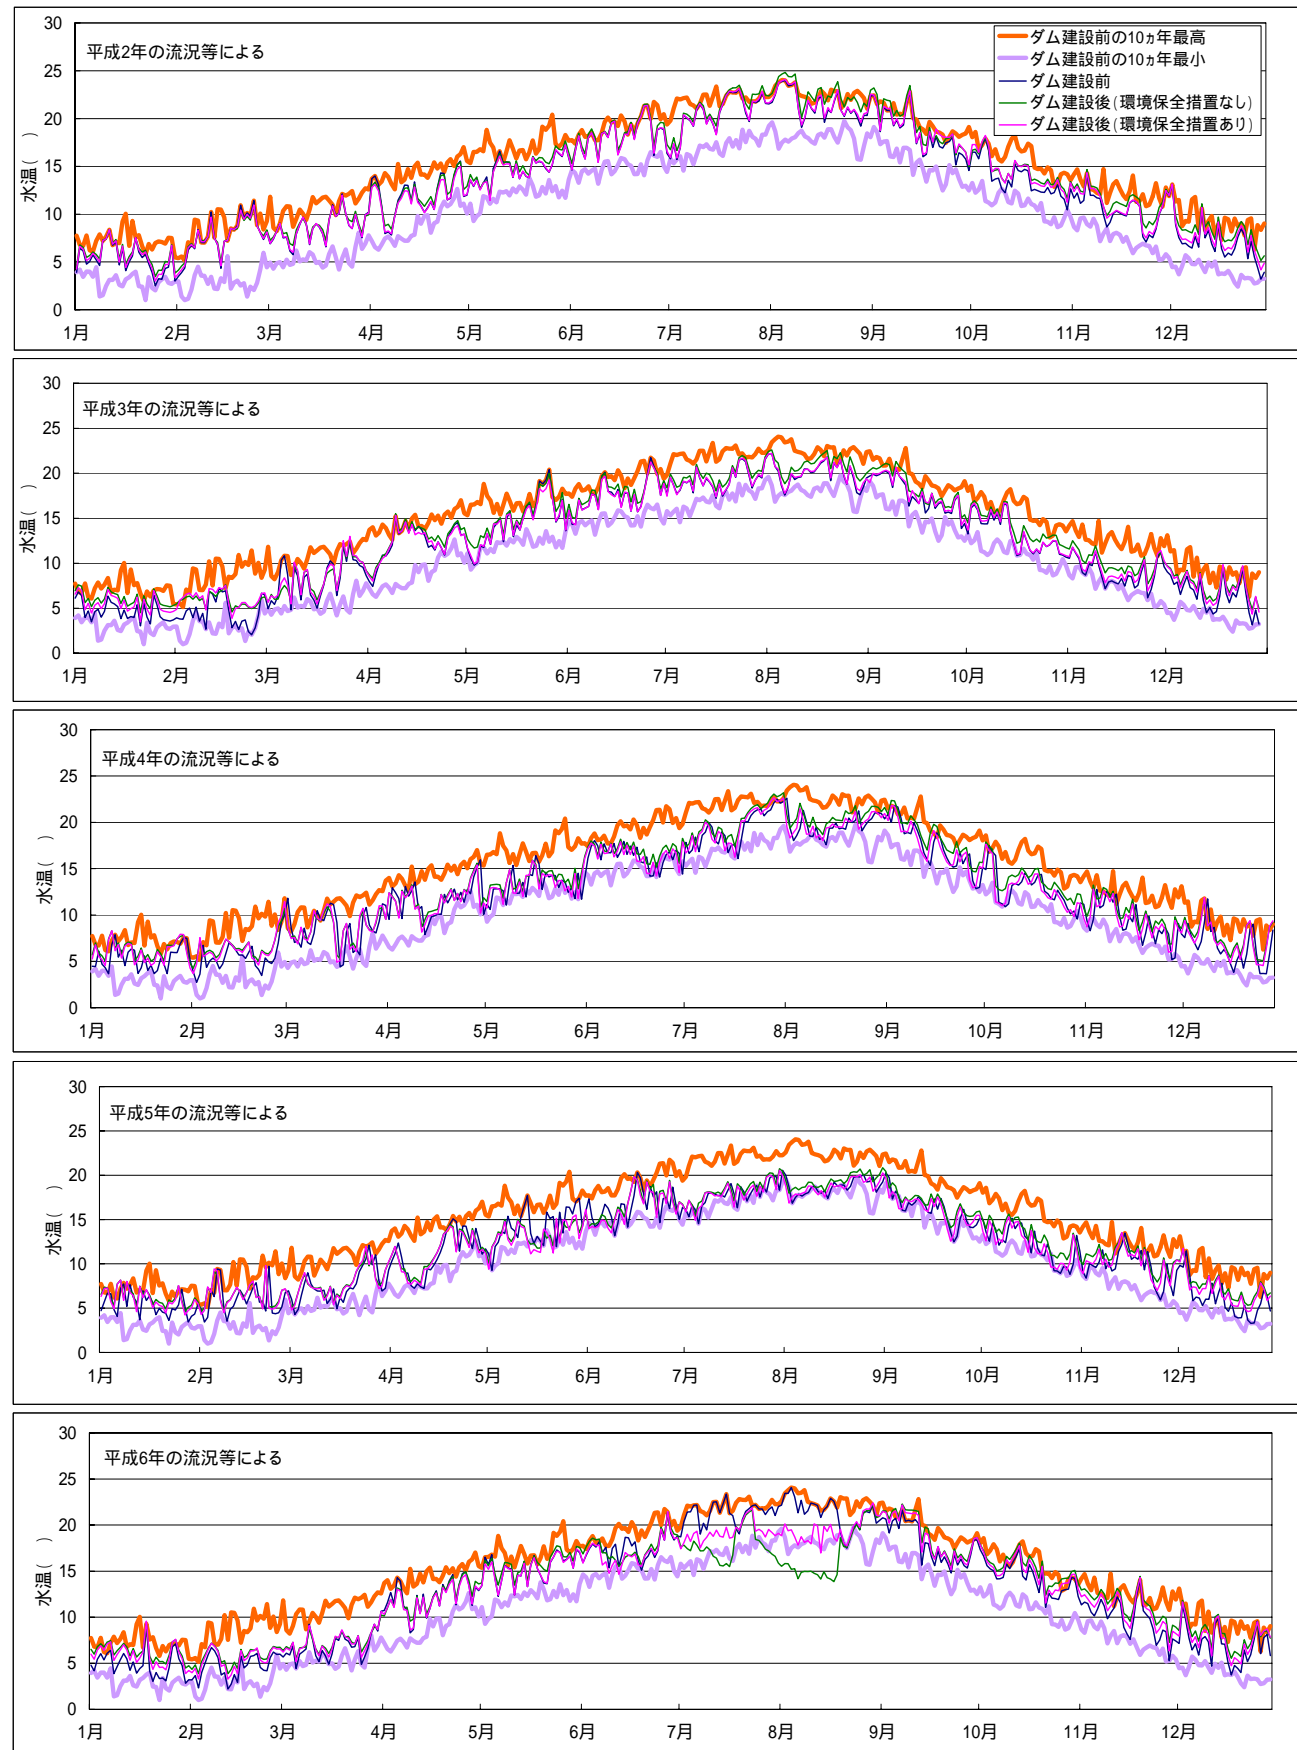 平成2年の流況等による
ダム建設前の10ヵ年最高
ダム建設前の10ヵ年最小
ダム建設前
ダム建設後(環境保全措置なし)
ダム建設後(環境保全措置あり)
水温( )
30
25
20
15
10
5
0
1月 2月 3月 4月 5月 6月 7月 8月 9月 10月 11月 12月
平成3年の流況等による
水温( )
30
25
20
15
10
5
0
1月 2月 3月 4月 5月 6月 7月 8月 9月 10月 11月 12月
平成4年の流況等による
水温( )
30
25
20
15
10
5
0
1月 2月 3月 4月 5月 6月 7月 8月 9月 10月 11月 12月
平成5年の流況等による
水温( )
30
25
20
15
10
5
0
1月 2月 3月 4月 5月 6月 7月 8月 9月 10月 11月 12月
平成6年の流況等による
水温( )
30
25
20
15
10
5
0
1月 2月 3月 4月 5月 6月 7月 8月 9月 10月 11月 12月